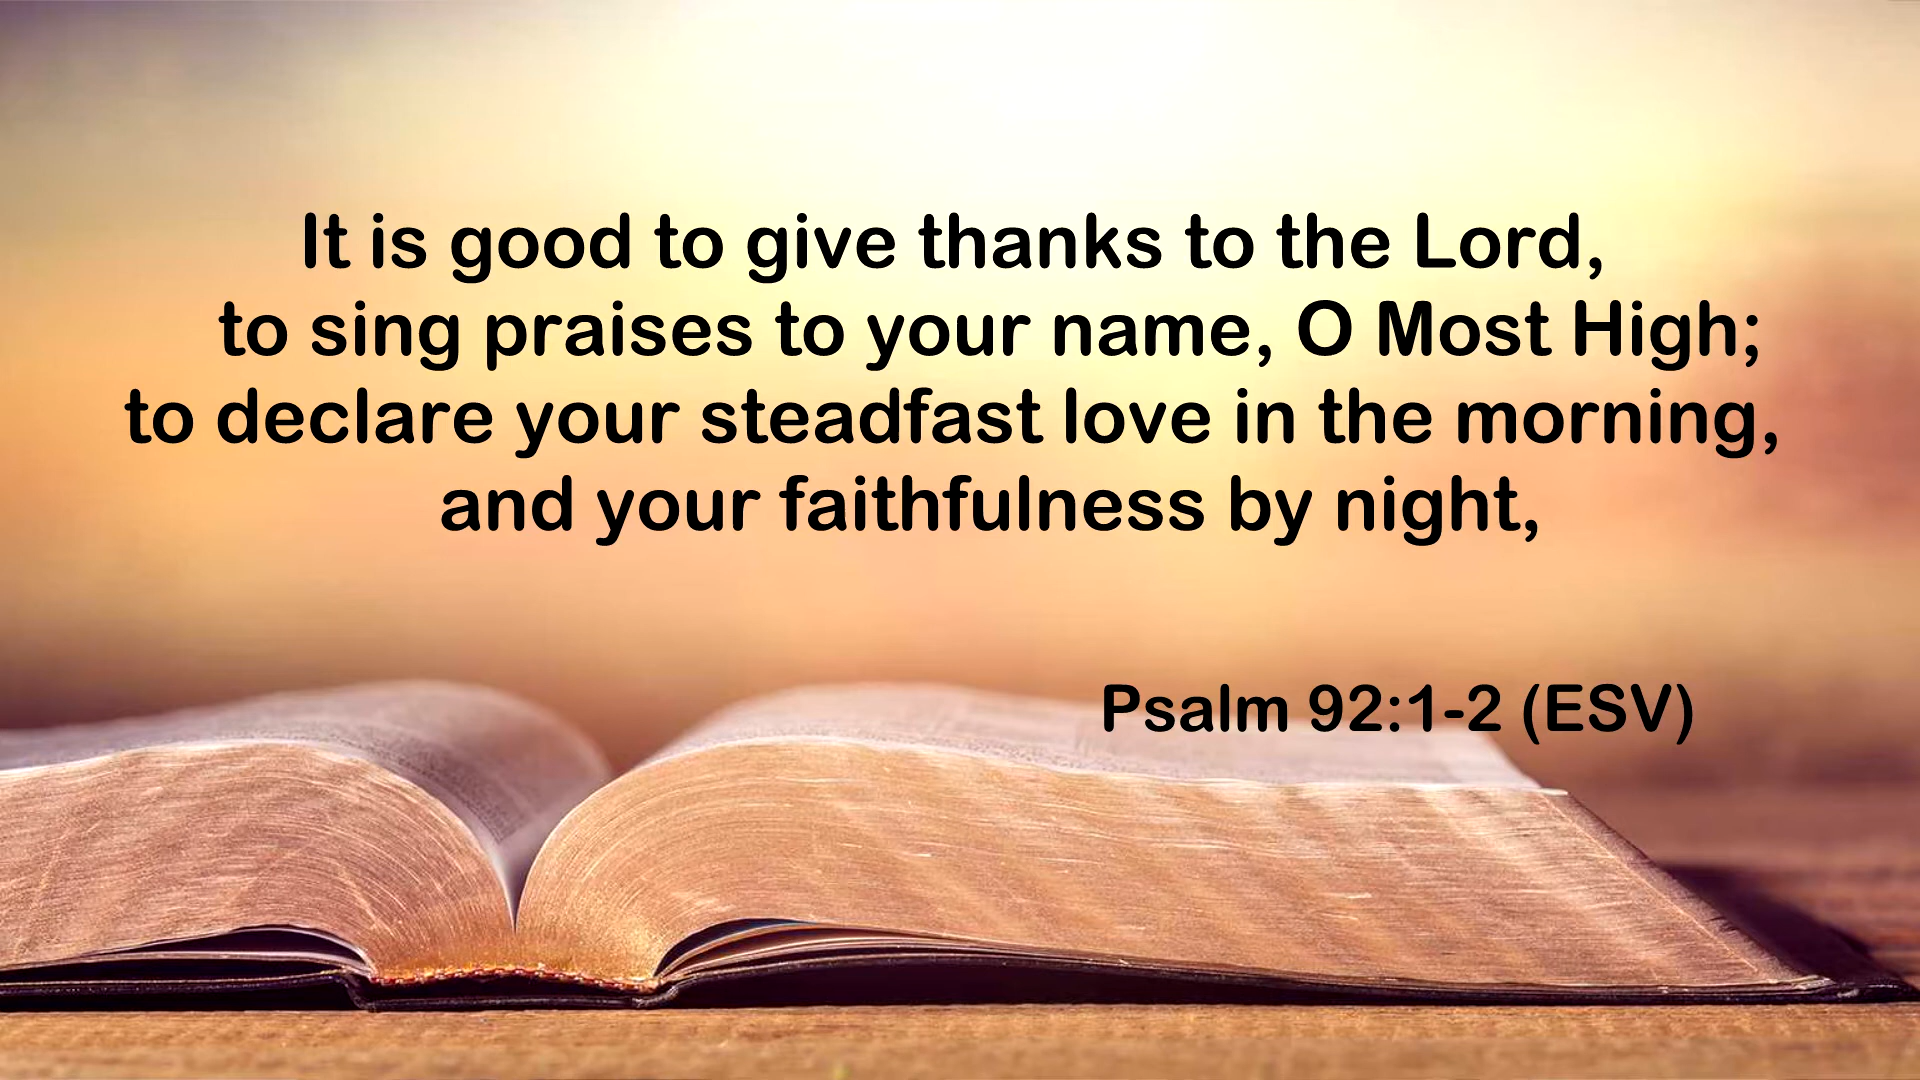 It is good to give thanks to the Lord,
to sing praises to your name, O Most High;
to declare your steadfast love in the morning,
and your faithfulness by night,
Psalm 92:1-2 (ESV)